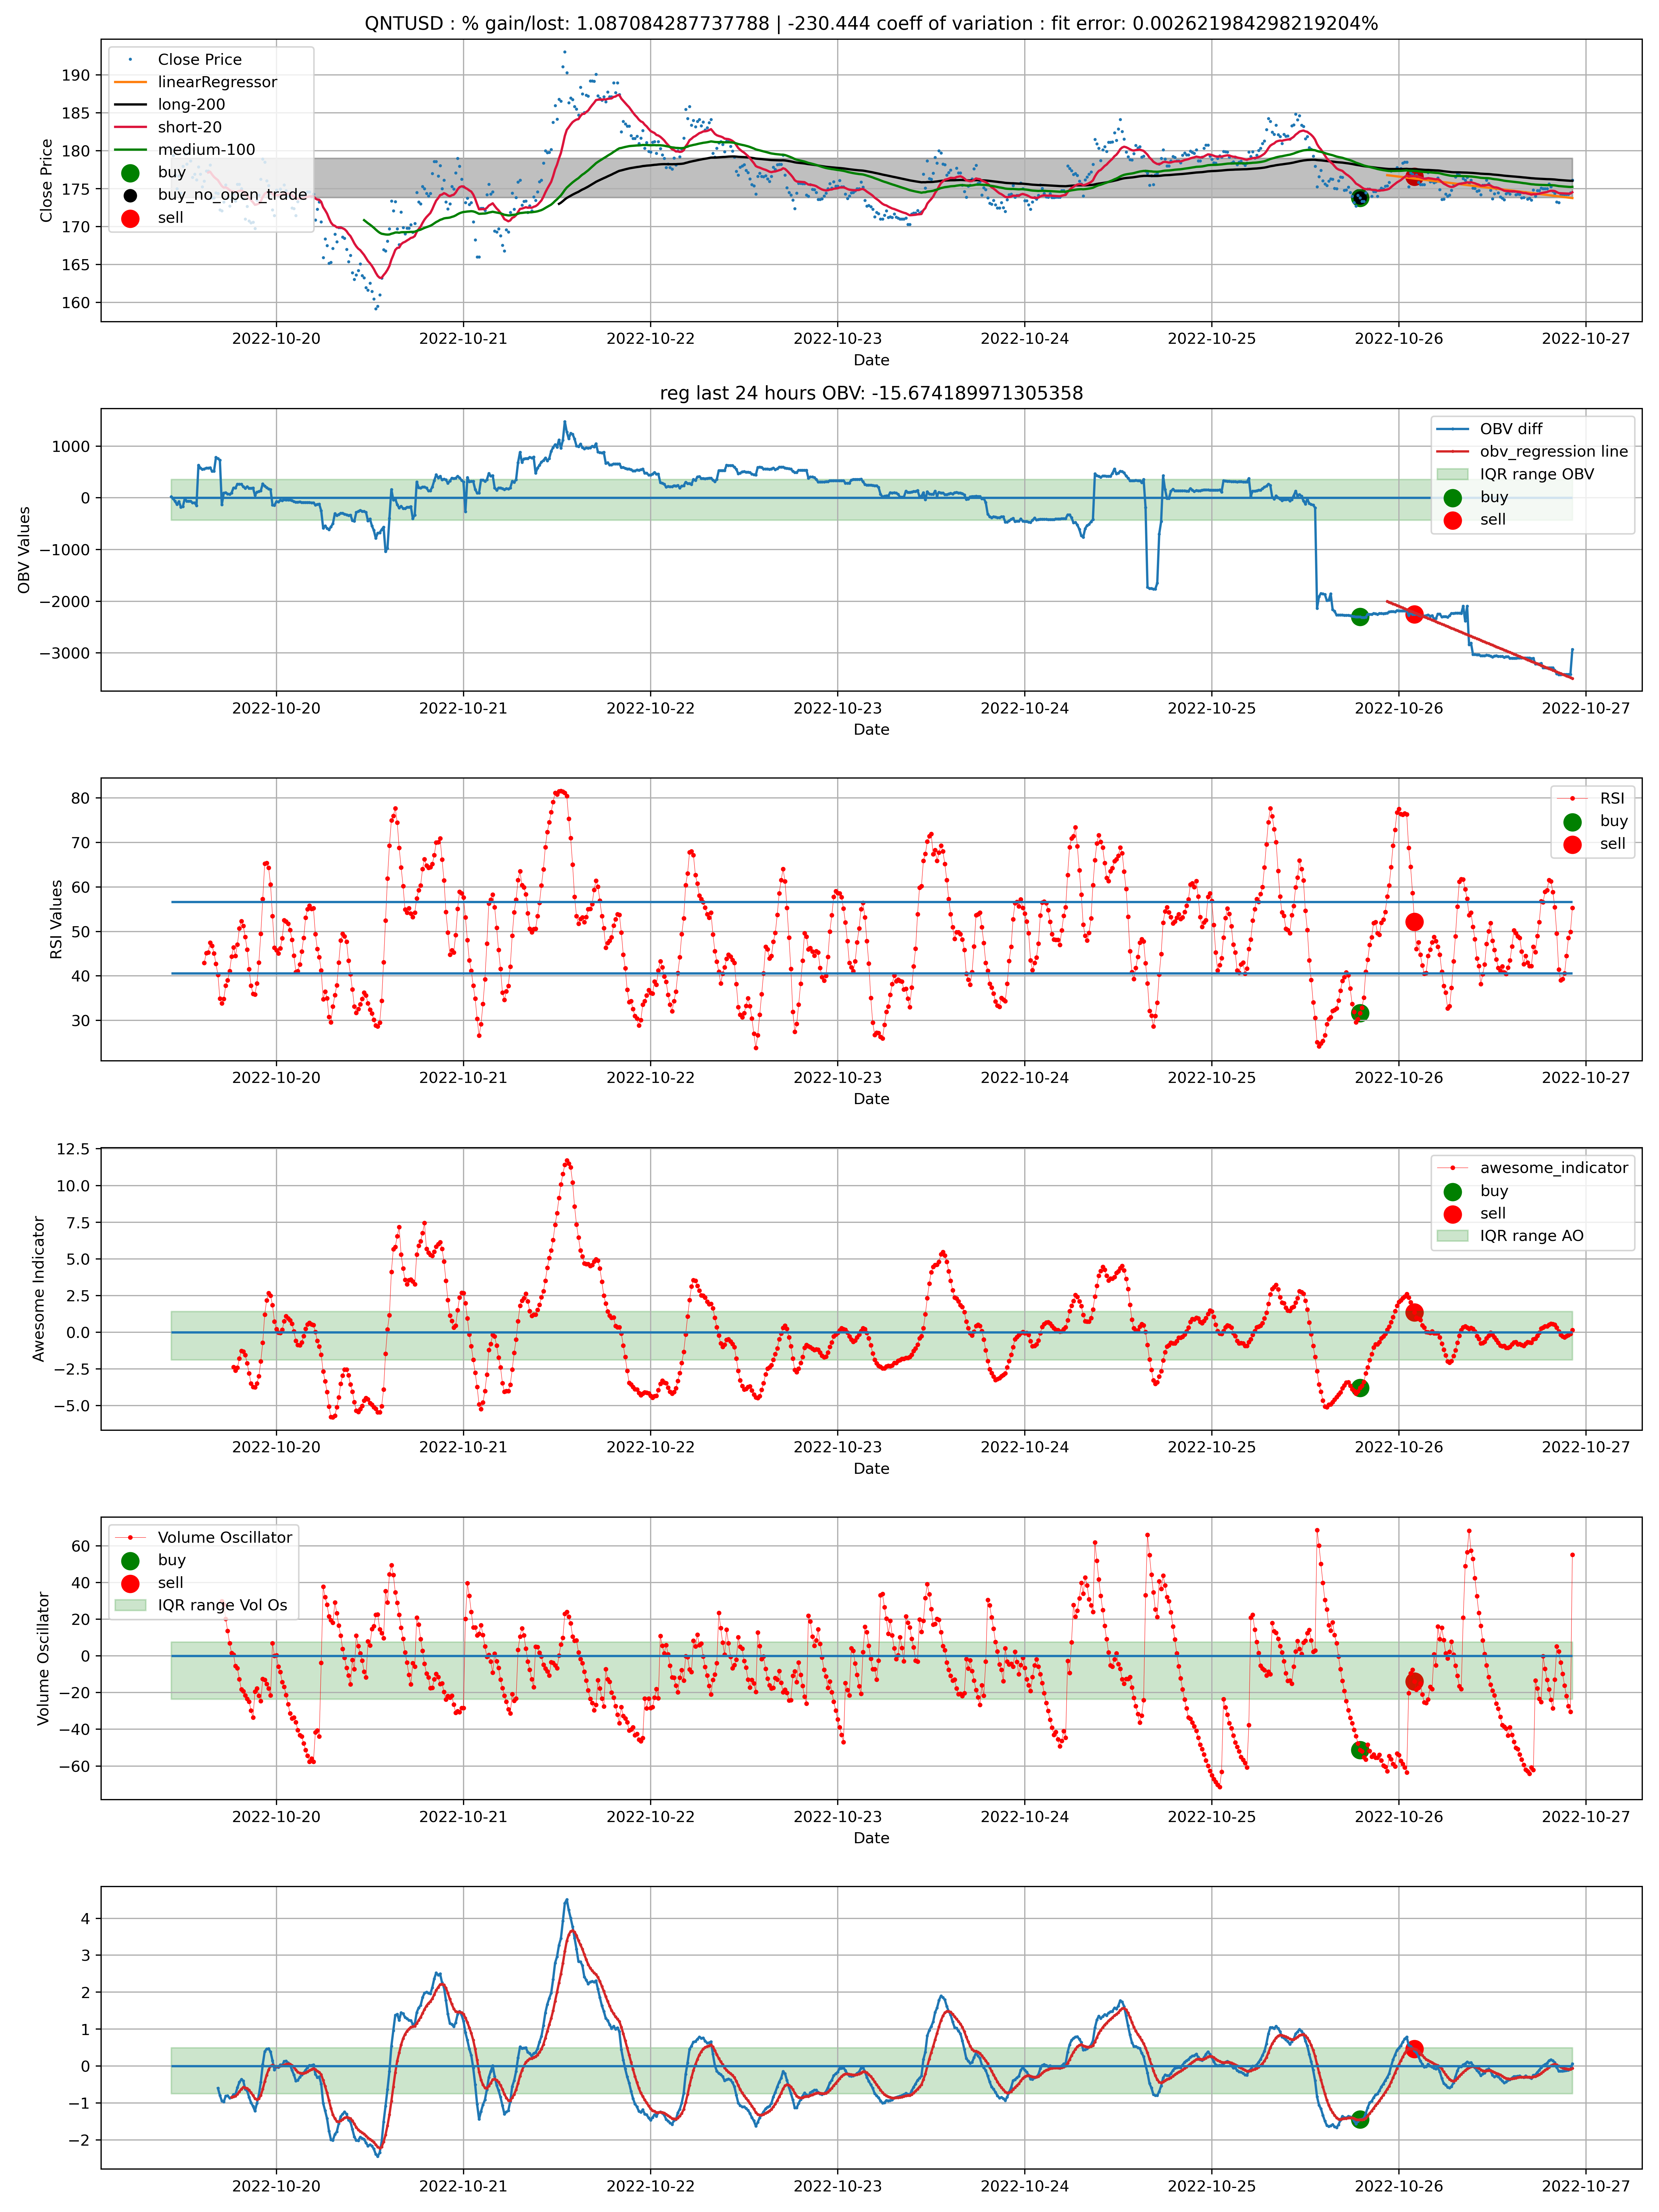 QNTUSD : % gain/lost: 1.087084287737788 | -230.444 coeff of variation : fit error: 0.002621984298219204%
Close Price
190
185
180
175
170
165
160
Close Price
linearRegressor
long-200
short-20
medium-100
buy
buy_no_open_trade
sell
2022-10-20 2022-10-21 2022-10-22 2022-10-23 2022-10-24 2022-10-25 2022-10-26 2022-10-27
Date
reg last 24 hours OBV: -15.674189971305358
OBV Values
1000
0
−1000
−2000
−3000
OBV diff
obv_regression line
IQR range OBV
buy
sell
2022-10-20 2022-10-21 2022-10-22 2022-10-23 2022-10-24 2022-10-25 2022-10-26 2022-10-27
Date
RSI Values
80
70
60
50
40
30
RSI
buy
sell
2022-10-20 2022-10-21 2022-10-22 2022-10-23 2022-10-24 2022-10-25 2022-10-26 2022-10-27
Date
Awesome Indicator
12.5
10.0
7.5
5.0
2.5
0.0
−2.5
−5.0
awesome_indicator
buy
sell
IQR range AO
2022-10-20 2022-10-21 2022-10-22 2022-10-23 2022-10-24 2022-10-25 2022-10-26 2022-10-27
Date
Volume Oscillator
60
40
20
0
−20
−40
−60
Volume Oscillator
buy
sell
IQR range Vol Os
2022-10-20 2022-10-21 2022-10-22 2022-10-23 2022-10-24 2022-10-25 2022-10-26 2022-10-27
Date
4
3
2
1
0
−1
−2
2022-10-20 2022-10-21 2022-10-22 2022-10-23 2022-10-24 2022-10-25 2022-10-26 2022-10-27